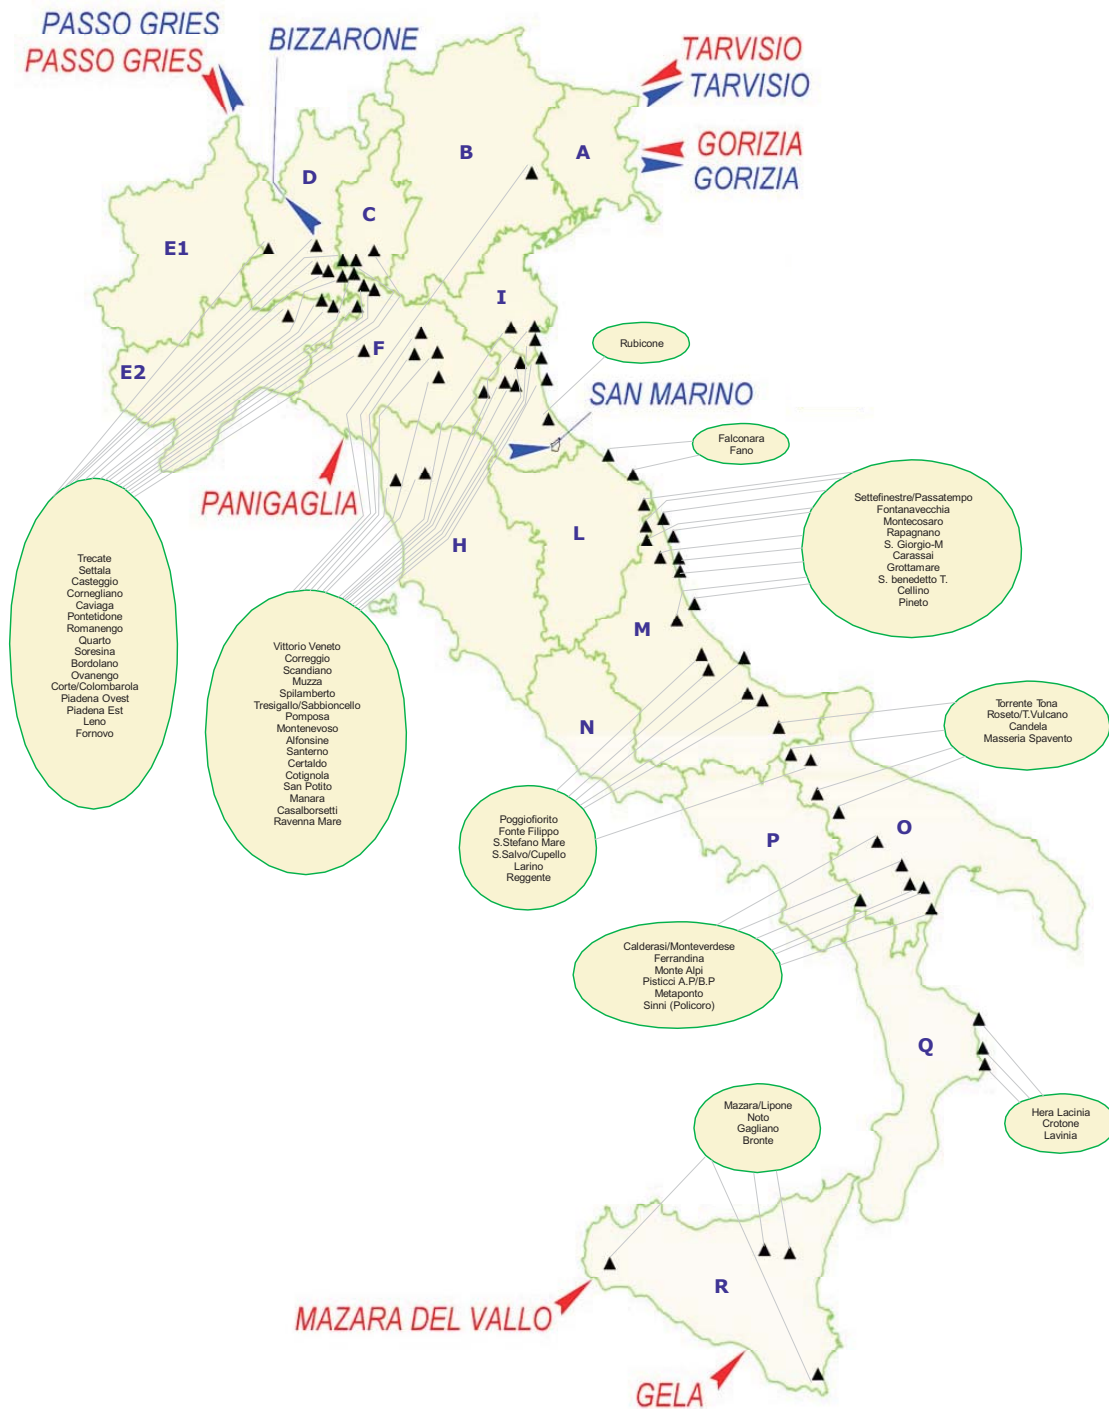 PASSO GRIES
PASSO GRIES
BIZZARONE
TARVISIO
TARVISIO
GORIZIA
GORIZIA
B
A
D
C
E1
I
F
E2
Rubicone
SAN MARINO
Falconara
Fano
PANIGAGLIA
H
L
Settefinestre/Passatempo
Fontanavecchia
Montecosaro
Rapagnano
S. Giorgio-M
Carassai
Grottamare
S. benedetto T.
Cellino
Pineto
Trecate
Settala
Casteggio
Cornegliano
Caviaga
Pontetidone
Romanengo
Quarto
Soresina
Bordolano
Ovanengo
Corte/Colombarola
Piadena Ovest
Piadena Est
Leno
Fornovo
Vittorio Veneto
Correggio
Scandiano
Muzza
Spilamberto
Tresigallo/Sabbioncello
Pomposa
Montenevoso
Alfonsine
Santerno
Certaldo
Cotignola
San Potito
Manara
Casalborsetti
Ravenna Mare
M
N
Torrente Tona
Roseto/T.Vulcano
Candela
Masseria Spavento
Poggiofiorito
Fonte Filippo
S.Stefano Mare
S.Salvo/Cupello
Larino
Reggente
P
O
Calderasi/Monteverdese
Ferrandina
Monte Alpi
Pisticci A.P/B.P
Metaponto
Sinni (Policoro)
Q
Hera Lacinia
Crotone
Lavinia
Mazara/Lipone
Noto
Gagliano
Bronte
R
MAZARA DEL VALLO
GELA